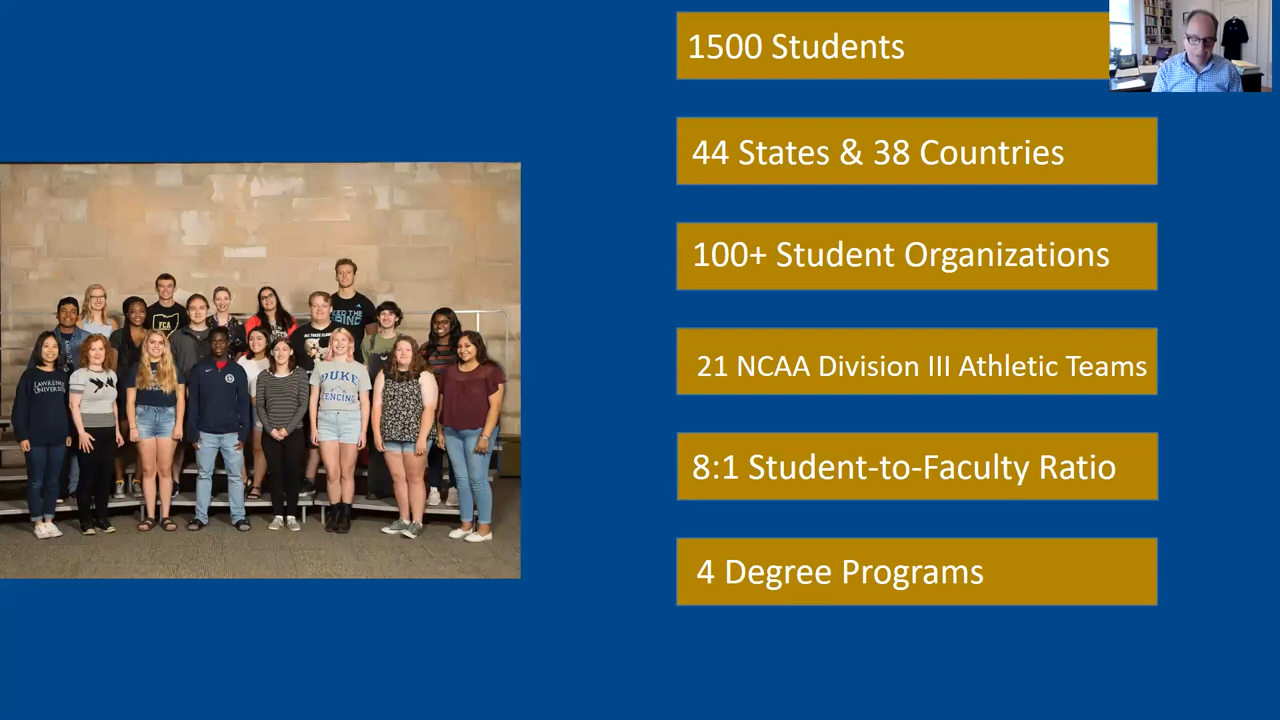 1500 Students
44 States & 38 Countries
100+ Student Organizations
21 NCAA Division III Athletic Teams
8:1 Student-to-Faculty Ratio
4 Degree Programs
FCA
LAWRENCE
UNIVERSITY
DUKE
FENCING